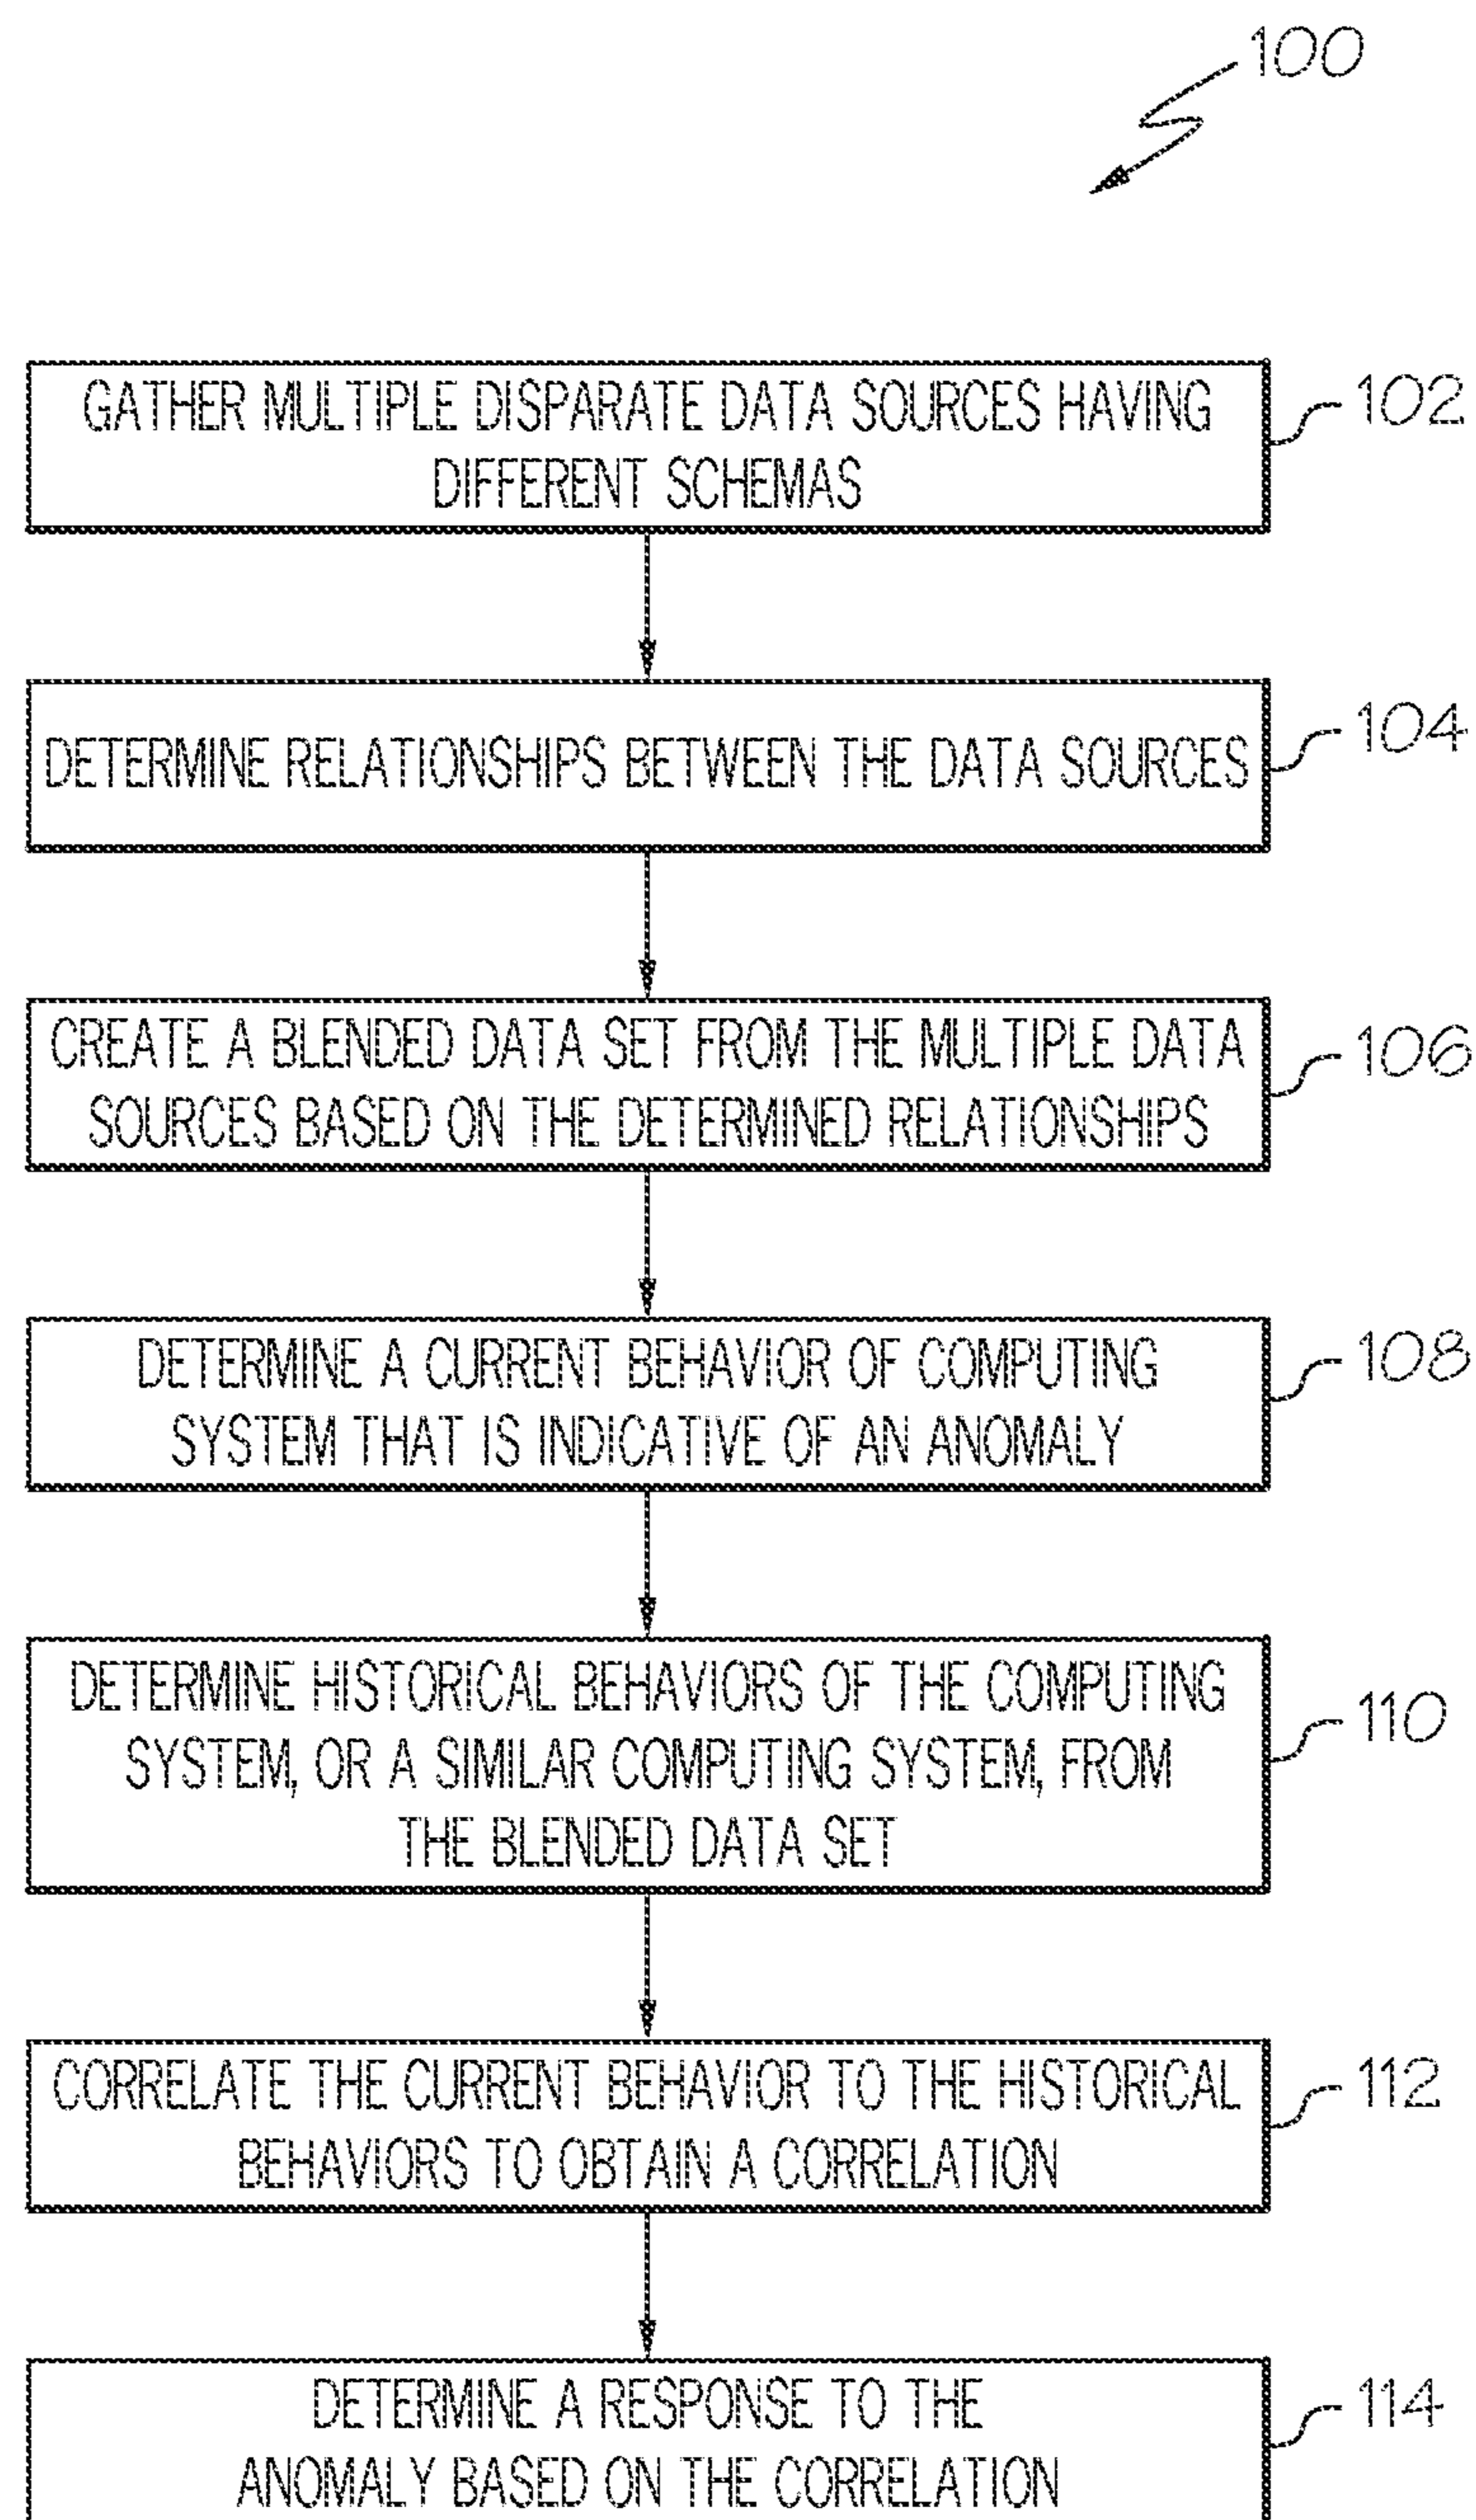 100
GATHER MULTIPLE DISPARATE DATA SOURCES HAVING
DIFFERENT SCHEMAS
102
DETERMINE RELATIONSHIPS BETWEEN THE DATA SOURCES
104
CREATE A BLENDED DATA SET FROM THE MULTIPLE DATA
SOURCES BASED ON THE DETERMINED RELATIONSHIPS
106
DETERMINE A CURRENT BEHAVIOR OF COMPUTING
SYSTEM THAT IS INDICATIVE OF AN ANOMALY
108
DETERMINE HISTORICAL BEHAVIORS OF THE COMPUTING
SYSTEM, OR A SIMILAR COMPUTING SYSTEM, FROM
THE BLENDED DATA SET
110
CORRELATE THE CURRENT BEHAVIOR TO THE HISTORICAL
BEHAVIORS TO OBTAIN A CORRELATION
112
DETERMINE A RESPONSE TO THE
ANOMALY BASED ON THE CORRELATION
114